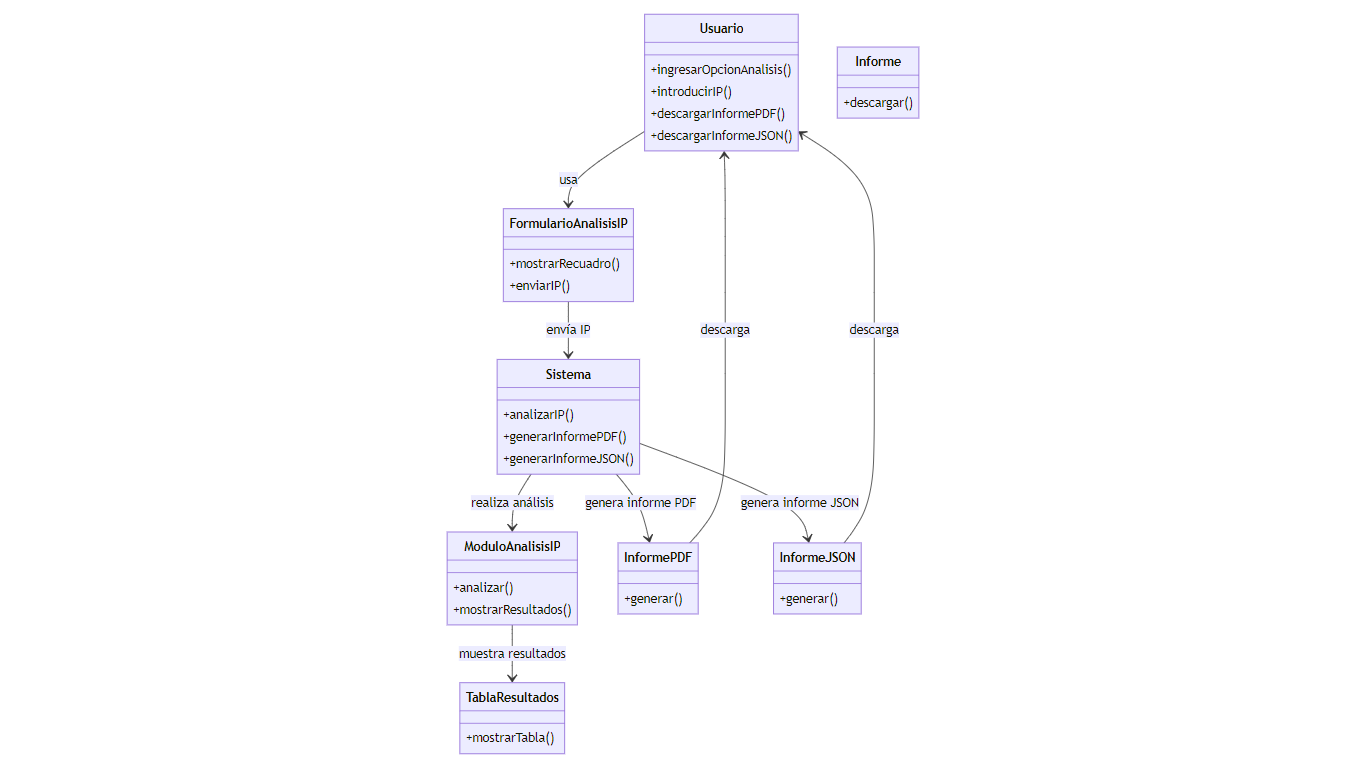 Usuario
+ingresarOpcionAnalisis()
+introducirIP()
+descargarInformePDF()
+descargarInformeJSON()
Informe
+descargar()
usa
FormularioAnalisisIP
+mostrarRecuadro()
+enviarIP()
envía IP
descarga
descarga
Sistema
+analizarIP()
+generarInformePDF()
+generarInformeJSON()
realiza análisis
genera informe PDF
genera informe JSON
ModuloAnalisisIP
+analizar()
+mostrarResultados()
InformePDF
+generar()
InformeJSON
+generar()
muestra resultados
TablaResultados
+mostrarTabla()